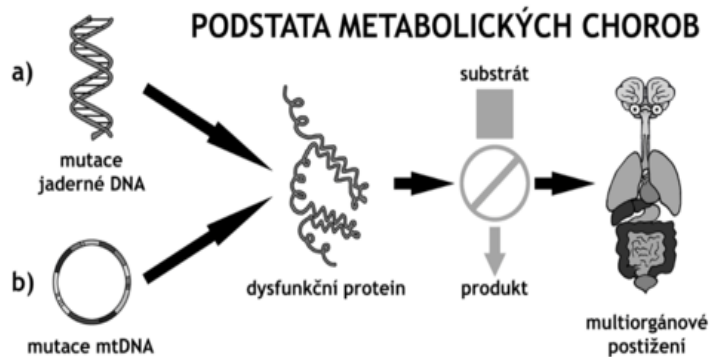 PODSTATA METABOLICKÝCH CHOROB
a)
mutace
jaderné DNA
b)
mutace mtDNA
dysfunkční protein
substrát
produkt
multiorgánové
postižení